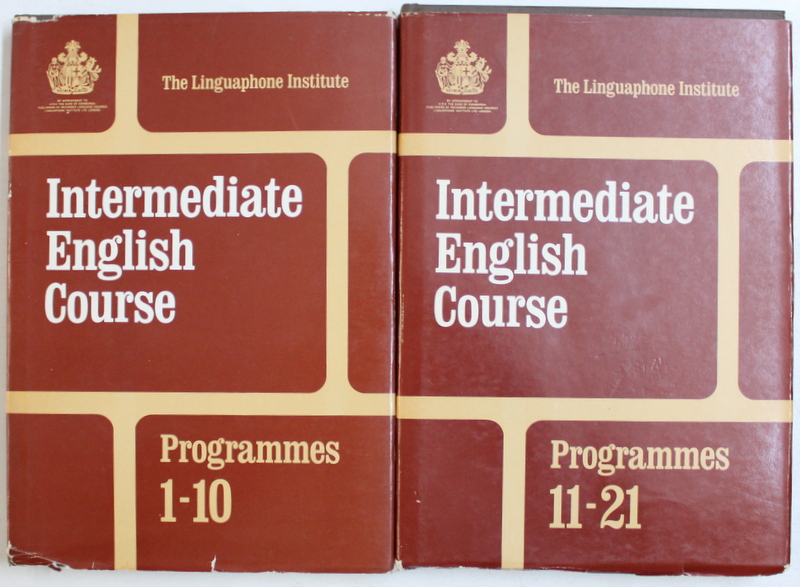 The Linguaphone Institute
Intermediate
English
Course
Programmes
1-10
The Linguaphone Institute
Intermediate
English
Course
Programmes
11-21